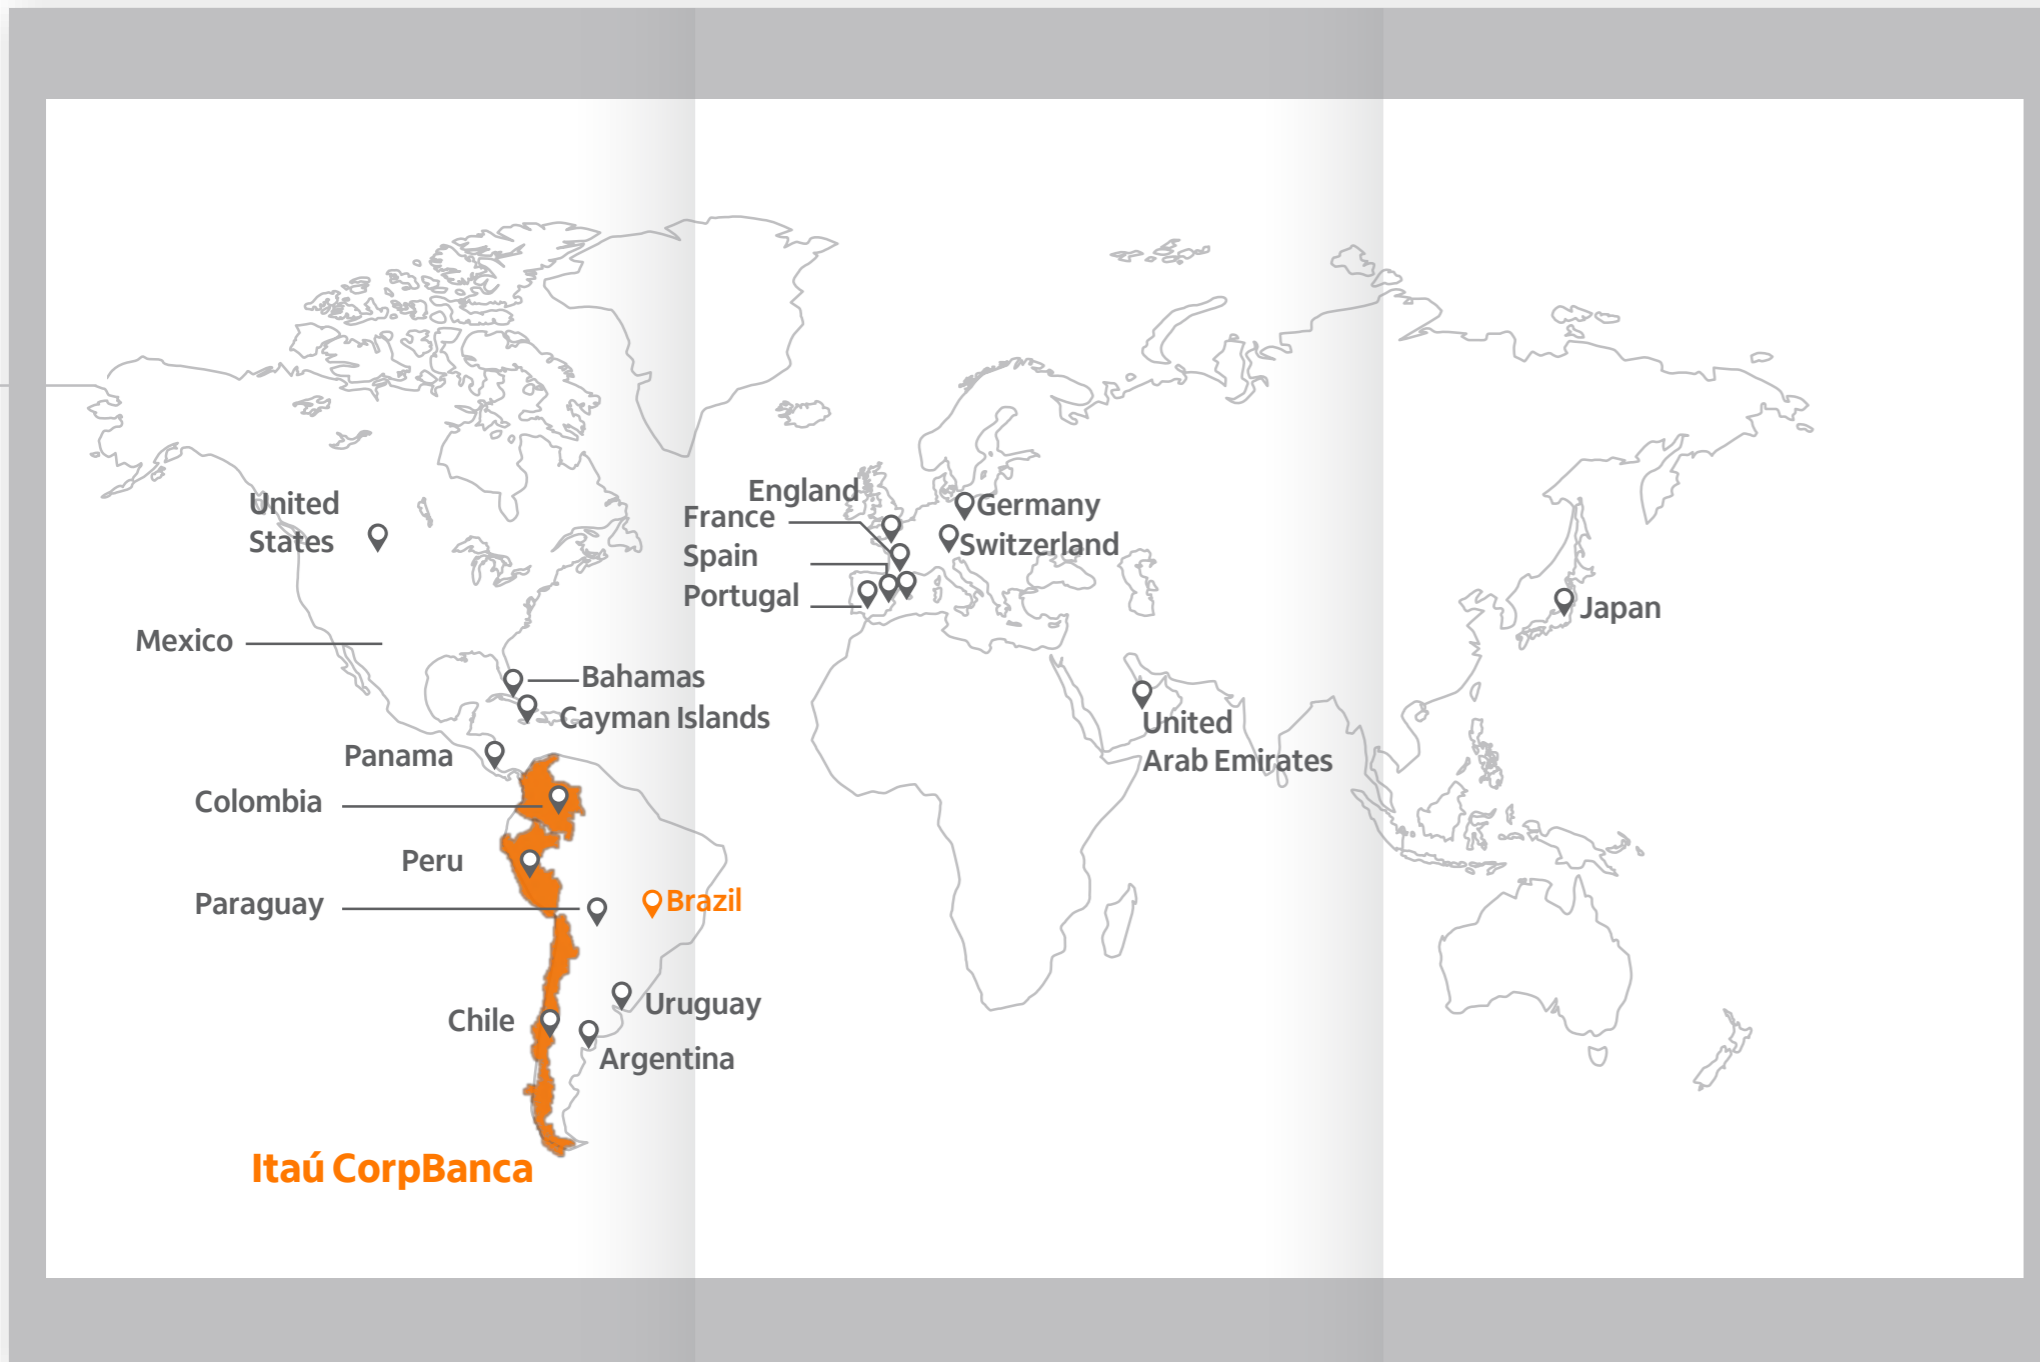 United
States
Mexico
Bahamas
Cayman Islands
Panama
Colombia
Peru
Paraguay
Brazil
Chile
Uruguay
Argentina
Itaú CorpBanca
England
France
Spain
Portugal
Germany
Switzerland
United
Arab Emirates
Japan